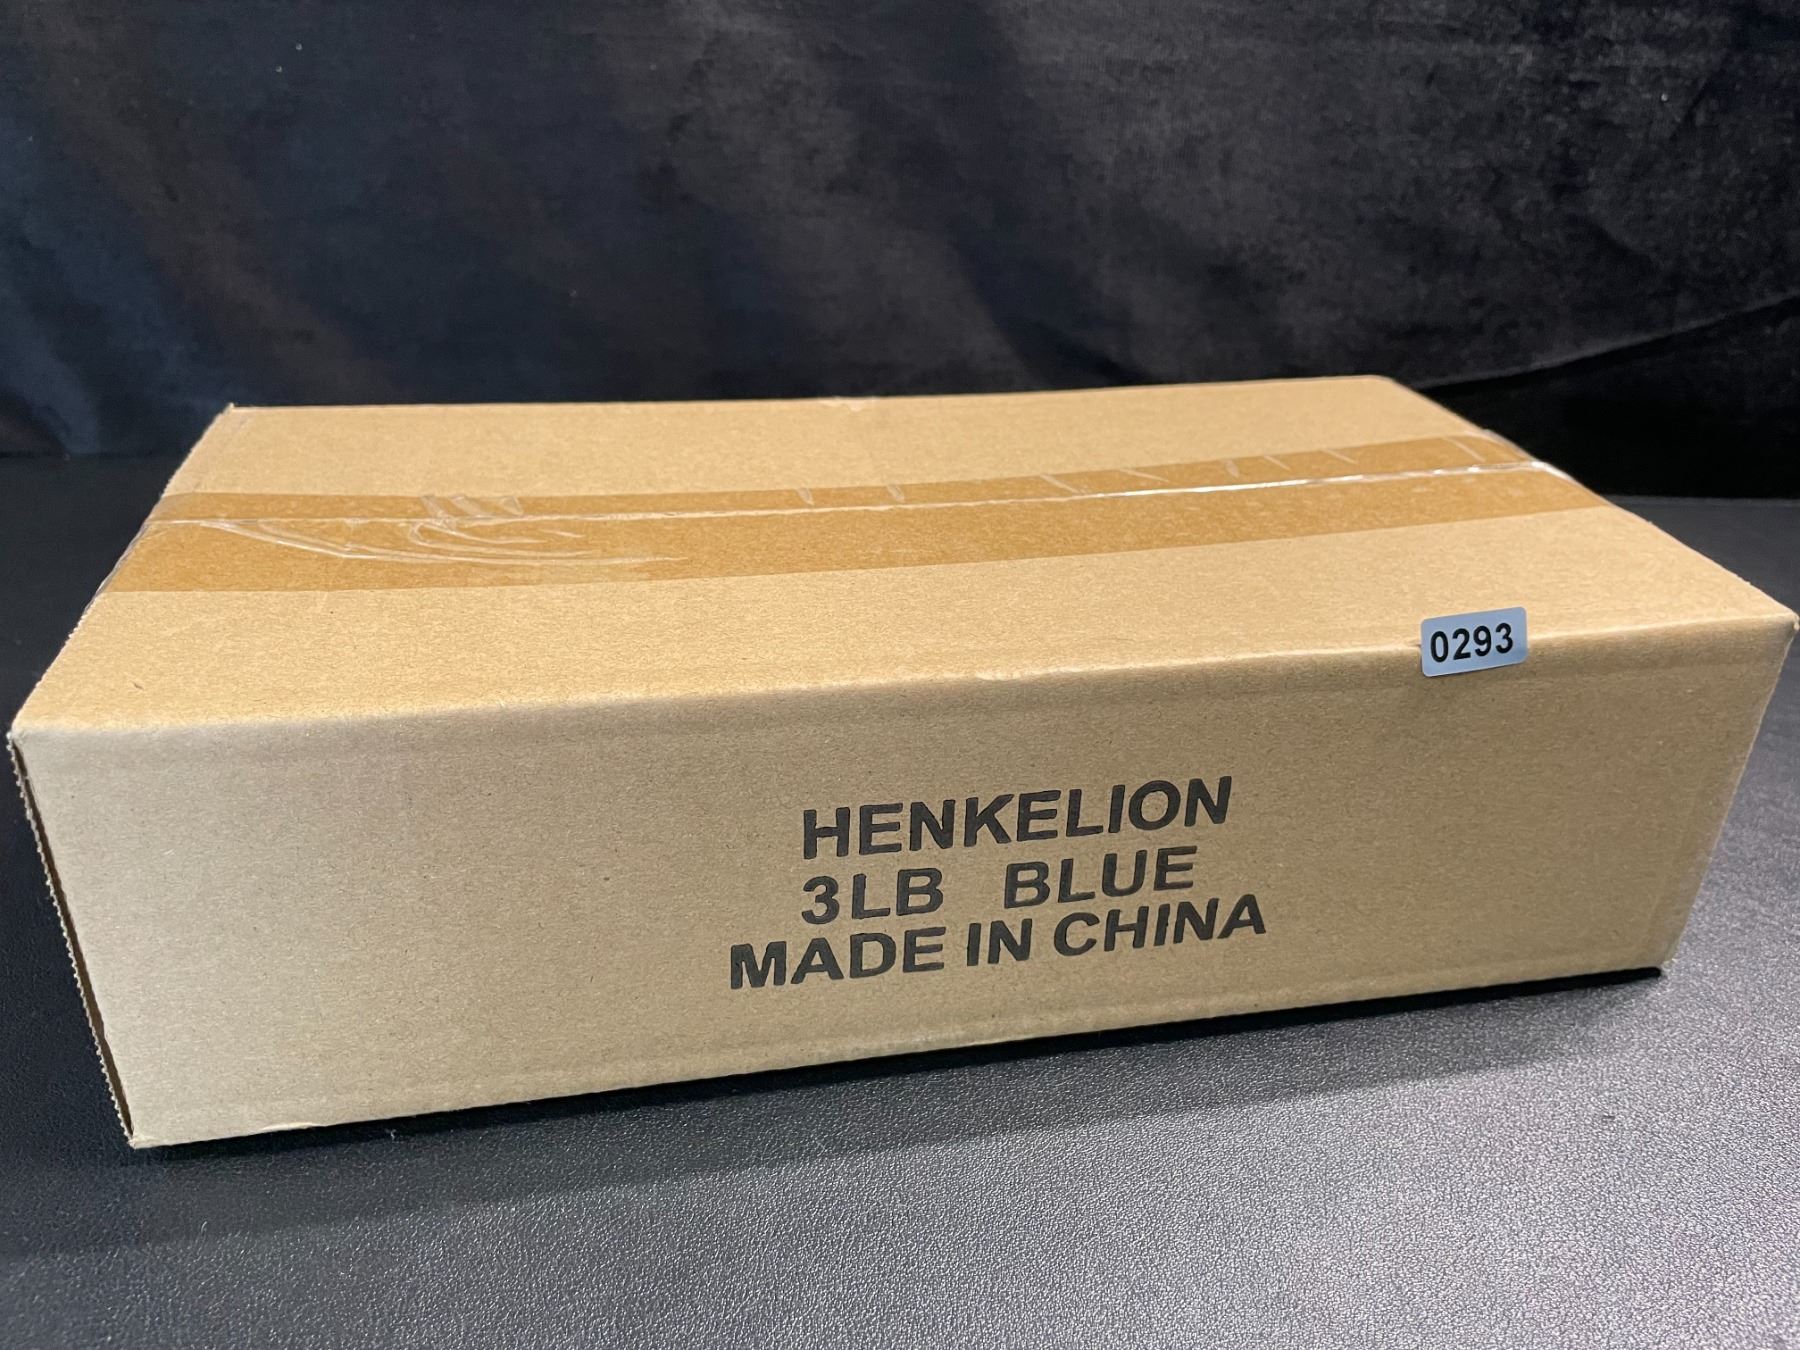 0293
HENKELION
3LB BLUE
MADE IN CHINA